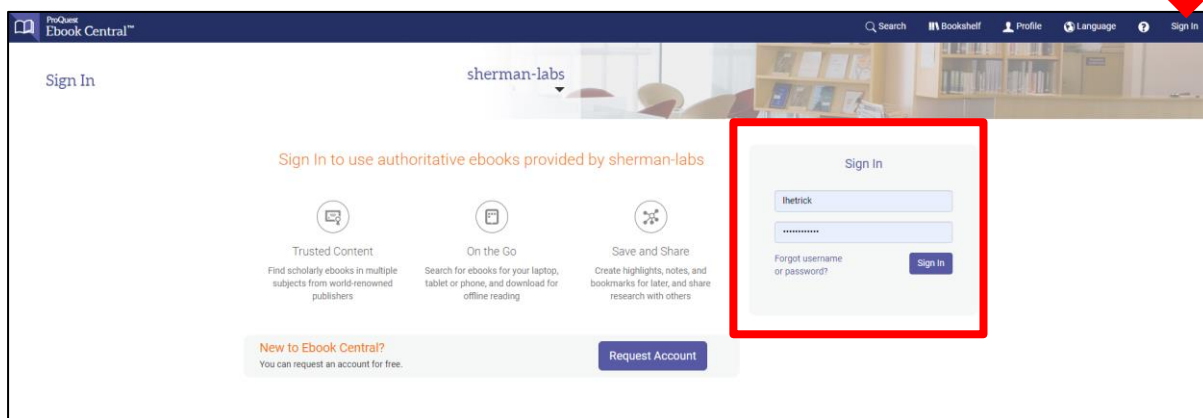 ProQuest
Ebook Central™
Search
Bookshelf
Profile
Language
?
Sign In
Sign In
sherman-labs
Sign In to use authoritative ebooks provided by sherman-labs
Trusted Content
Find scholarly ebooks in multiple
subjects from world-renowned
publishers
On the Go
Search for ebooks for your laptop,
tablet or phone, and download for
offline reading
Save and Share
Create highlights, notes, and
bookmarks for later, and share
research with others
Sign In
lhetrick
••••••••••••
Forgot username
or password?
Sign In
New to Ebook Central?
You can request an account for free.
Request Account